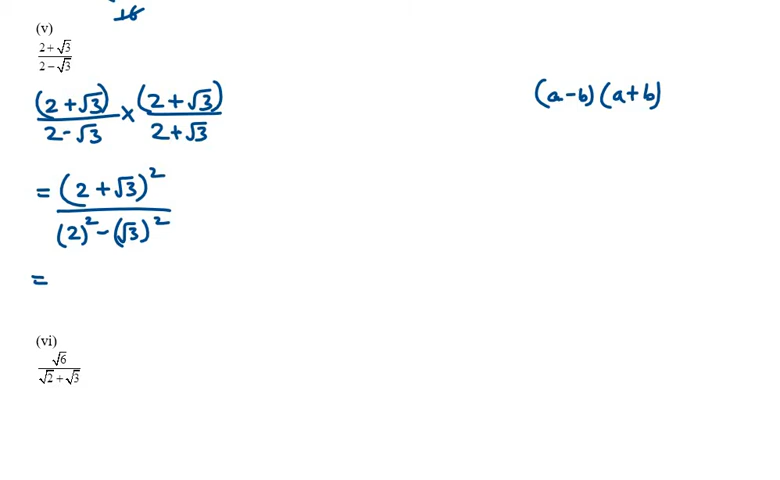 16
(v)
2 + √3 / 2 − √3
(2 + √3) / 2 - √3 × (2 + √3) / 2 + √3
(a - b) (a + b)
= (2 + √3)² / (2)² - (√3)²
=
(vi)
√6 / √2 + √3